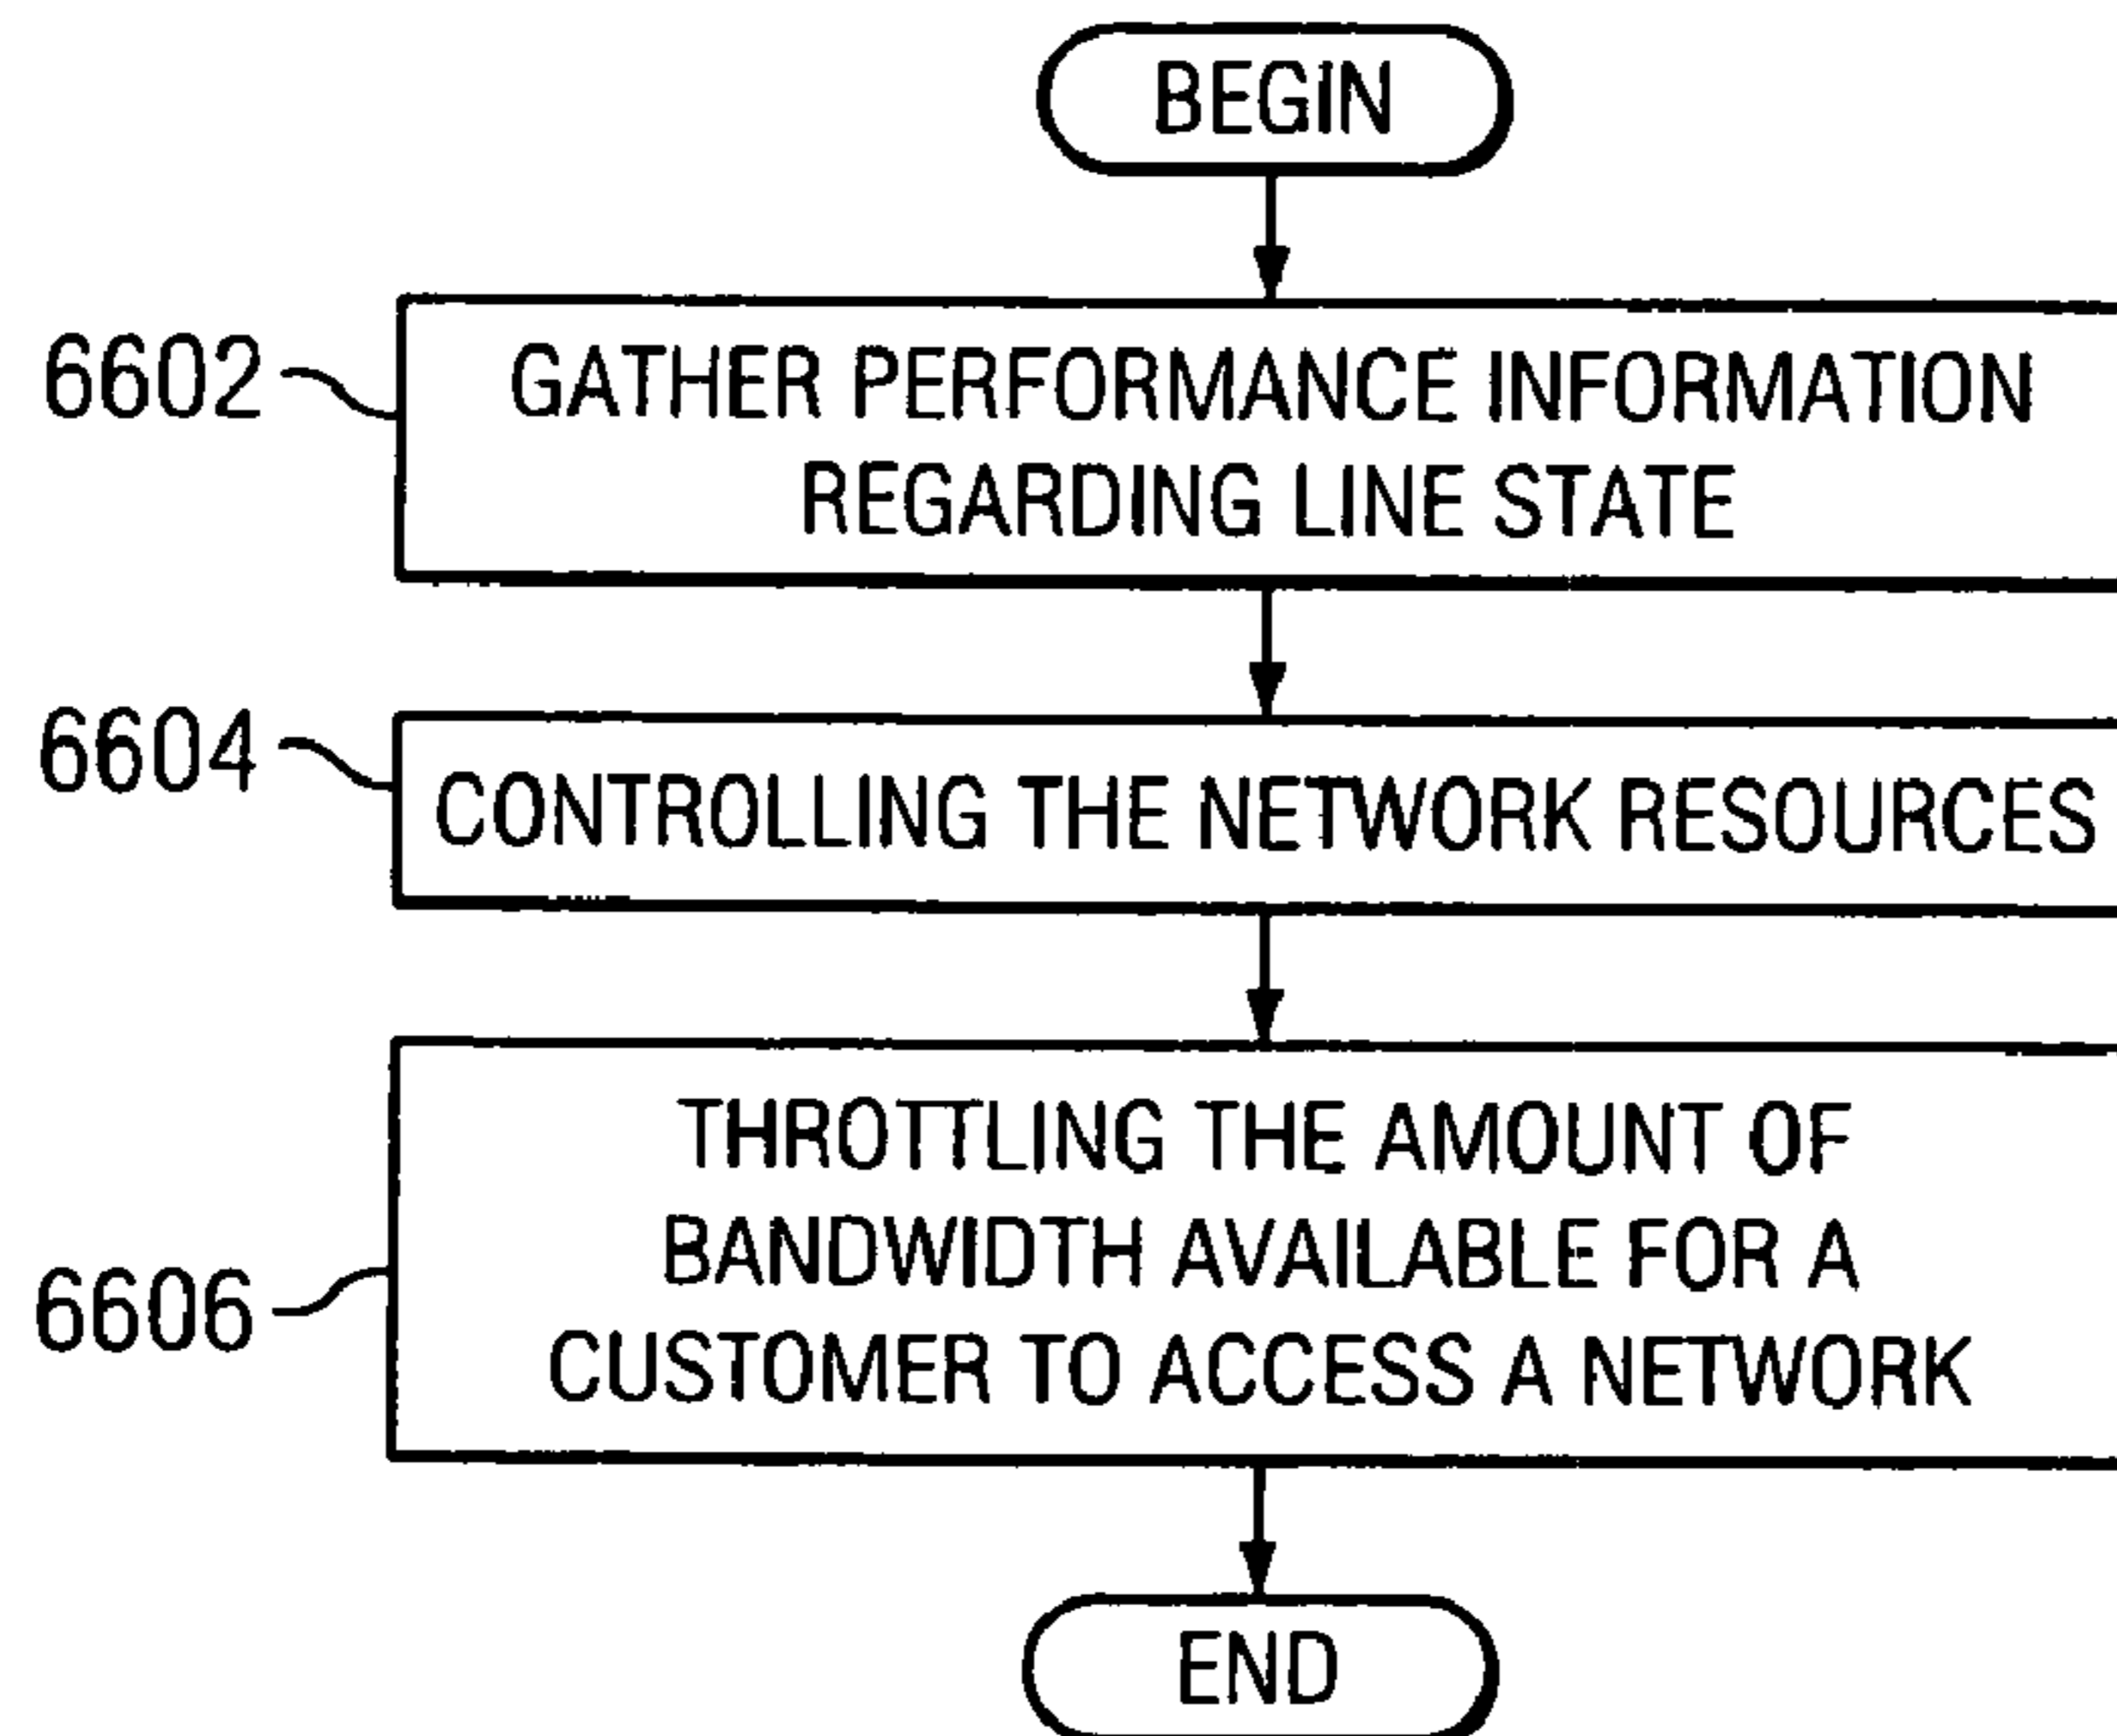 BEGIN
6602
GATHER PERFORMANCE INFORMATION
REGARDING LINE STATE
6604
CONTROLLING THE NETWORK RESOURCES
6606
THROTTLING THE AMOUNT OF
BANDWIDTH AVAILABLE FOR A
CUSTOMER TO ACCESS A NETWORK
END